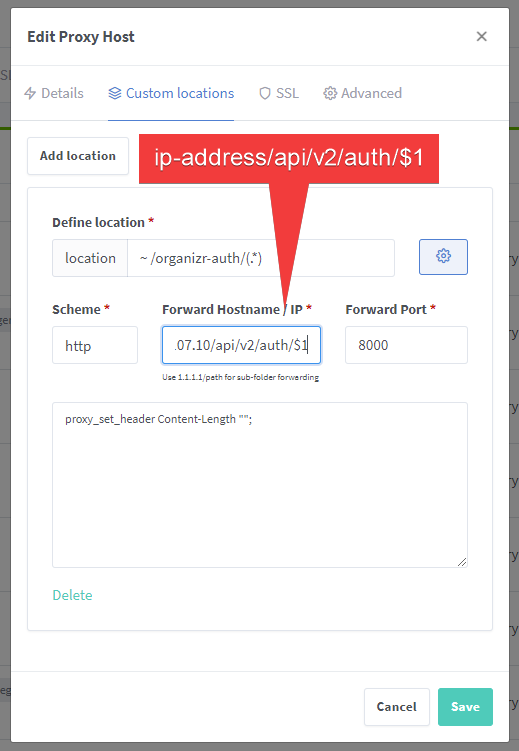 Edit Proxy Host
Details Custom locations SSL Advanced
Add location
ip-address/api/v2/auth/$1
Define location *
location ~ /organizr-auth/(.*)
Scheme * Forward Hostname / IP * Forward Port *
http .07.10/api/v2/auth/$1 8000
Use 1.1.1.1/path for sub-folder forwarding
proxy_set_header Content-Length "";
Delete
Cancel Save